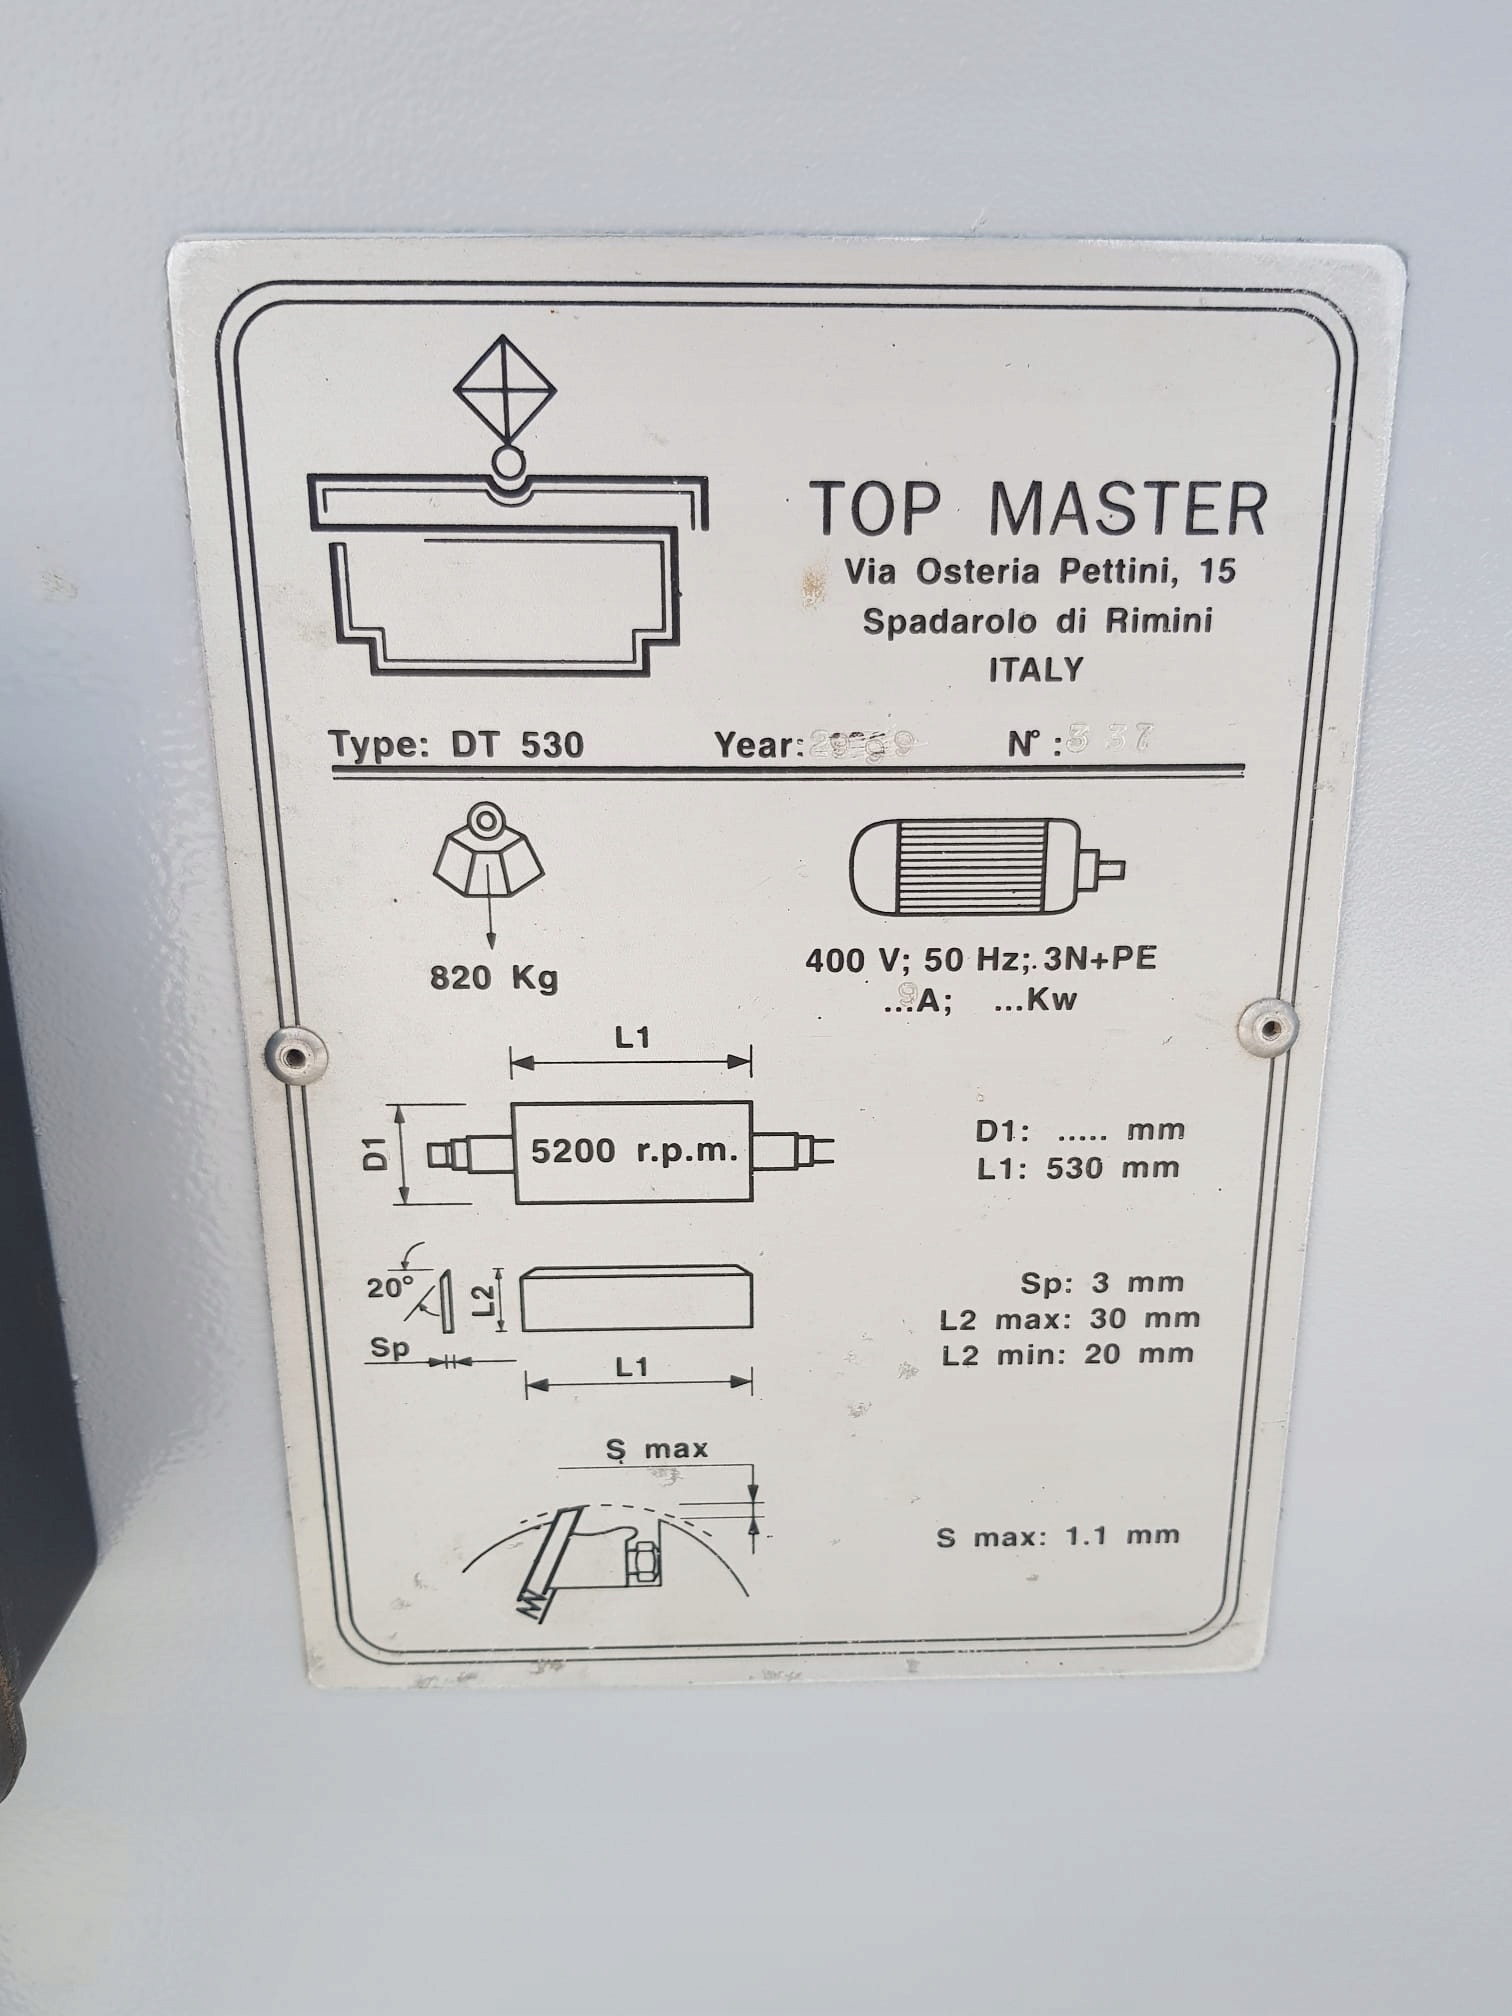 TOP MASTER
Via Osteria Pettini, 15
Spadarolo di Rimini
ITALY
Type: DT 530 Year: N° : 337
820 Kg
400 V; 50 Hz; 3N+PE
..9.A; ...Kw
L1
D1
5200 r.p.m.
D1: ..... mm
L1: 530 mm
20°
L2
Sp
L1
Sp: 3 mm
L2 max: 30 mm
L2 min: 20 mm
S max
S max: 1.1 mm